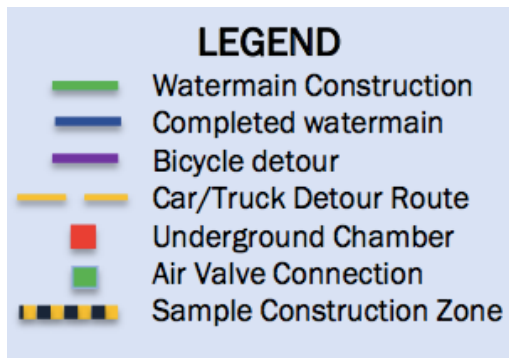 LEGEND
Watermain Construction
Completed watermain
Bicycle detour
Car/Truck Detour Route
Underground Chamber
Air Valve Connection
Sample Construction Zone